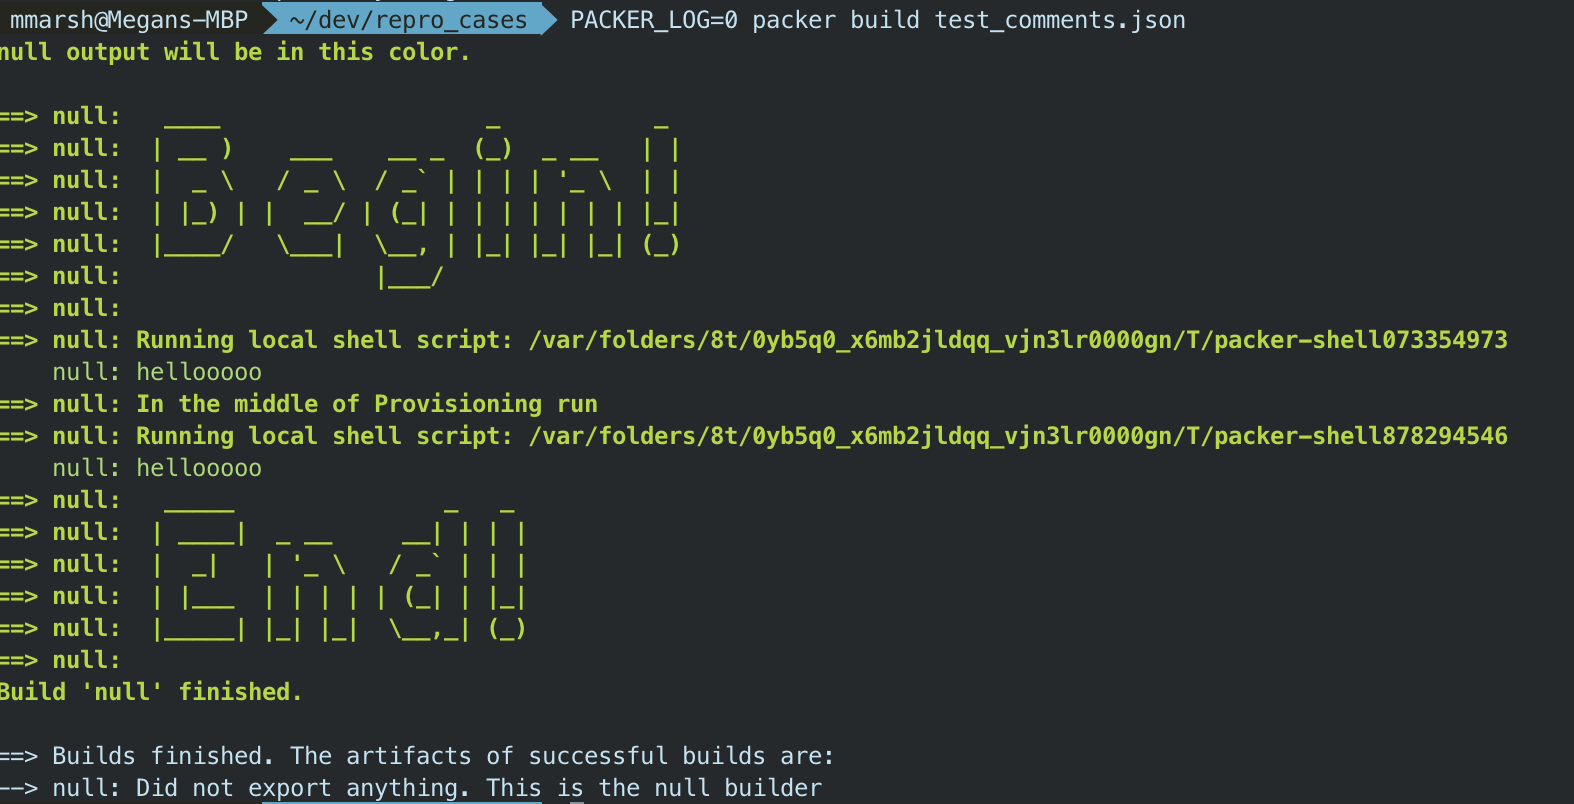 mmarsh@Megans-MBP ~/dev/repro_cases PACKER_LOG=0 packer build test_comments.json
null output will be in this color.
==> null:   ____                   _           _
==> null:  | __ )    ___    __ _  (_)  _ __   | |
==> null:  |  _ \   / _ \  / _` | | | | '_ \  | |
==> null:  | |_) | |  __/ | (_| | | | | | | | |_|
==> null:  |____/   \___|  \__, | |_| |_| |_| (_)
==> null:                  |___/
==> null:
==> null: Running local shell script: /var/folders/8t/0yb5q0_x6mb2jldqq_vjn3lr0000gn/T/packer-shell073354973
    null: hellooooo
==> null: In the middle of Provisioning run
==> null: Running local shell script: /var/folders/8t/0yb5q0_x6mb2jldqq_vjn3lr0000gn/T/packer-shell878294546
    null: hellooooo
==> null:   _____               _   _
==> null:  | ____|  _ __     __| | | |
==> null:  |  _|   | '_ \   / _` | | |
==> null:  | |___  | | | | | (_| | |_|
==> null:  |_____| |_| |_|  \__,_| (_)
==> null:
Build 'null' finished.
==> Builds finished. The artifacts of successful builds are:
--> null: Did not export anything. This is the null builder